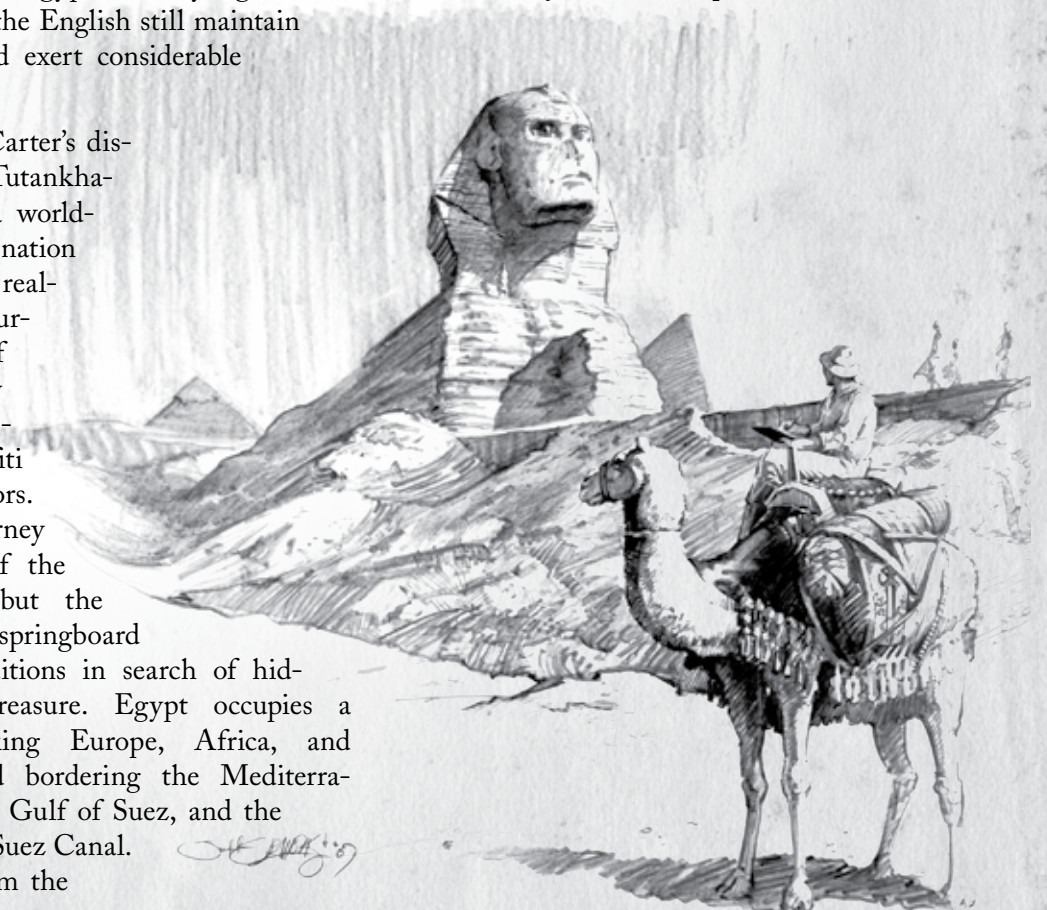 the English still maintain
d exert considerable
Carter’s dis-
Tutankha-
world-
nation
real-
ur-
f
-
iti
ors.
rney
f the
but the
springboard
itions in search of hid-
reasure. Egypt occupies a
king Europe, Africa, and
d bordering the Mediterra-
Gulf of Suez, and the
Suez Canal.
m the